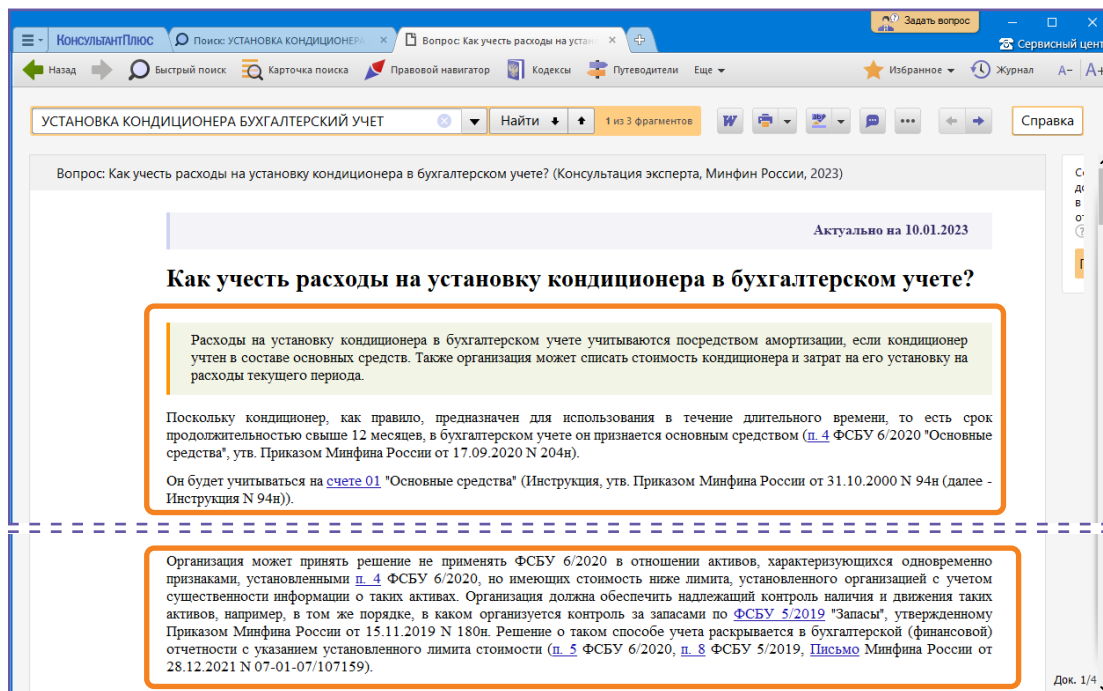 Задать вопрос
КонсультантПлюс
Поиск: УСТАНОВКА КОНДИЦИОНЕРА
Вопрос: Как учесть расходы на устан
Сервисный цент
Назад
Быстрый поиск
Карточка поиска
Правовой навигатор
Кодексы
Путеводители
Еще
Избранное
Журнал
А- А+
УСТАНОВКА КОНДИЦИОНЕРА БУХГАЛТЕРСКИЙ УЧЕТ
Найти
1 из 3 фрагментов
W
Справка
Вопрос: Как учесть расходы на установку кондиционера в бухгалтерском учете? (Консультация эксперта, Минфин России, 2023)
Актуально на 10.01.2023
Как учесть расходы на установку кондиционера в бухгалтерском учете?
Расходы на установку кондиционера в бухгалтерском учете учитываются посредством амортизации, если кондиционер
учтен в составе основных средств. Также организация может списать стоимость кондиционера и затрат на его установку на
расходы текущего периода.
Поскольку кондиционер, как правило, предназначен для использования в течение длительного времени, то есть срок
продолжительностью свыше 12 месяцев, в бухгалтерском учете он признается основным средством (п. 4 ФСБУ 6/2020 "Основные
средства", утв. Приказом Минфина России от 17.09.2020 N 204н).
Он будет учитываться на счете 01 "Основные средства" (Инструкция, утв. Приказом Минфина России от 31.10.2000 N 94н (далее -
Инструкция N 94н)).
Организация может принять решение не применять ФСБУ 6/2020 в отношении активов, характеризующихся одновременно
признаками, установленными п. 4 ФСБУ 6/2020, но имеющих стоимость ниже лимита, установленного организацией с учетом
существенности информации о таких активах. Организация должна обеспечить надлежащий контроль наличия и движения таких
активов, например, в том же порядке, в каком организуется контроль за запасами по ФСБУ 5/2019 "Запасы", утвержденному
Приказом Минфина России от 15.11.2019 N 180н. Решение о таком способе учета раскрывается в бухгалтерской (финансовой)
отчетности с указанием установленного лимита стоимости (п. 5 ФСБУ 6/2020, п. 8 ФСБУ 5/2019, Письмо Минфина России от
28.12.2021 N 07-01-07/107159).
Док. 1/4